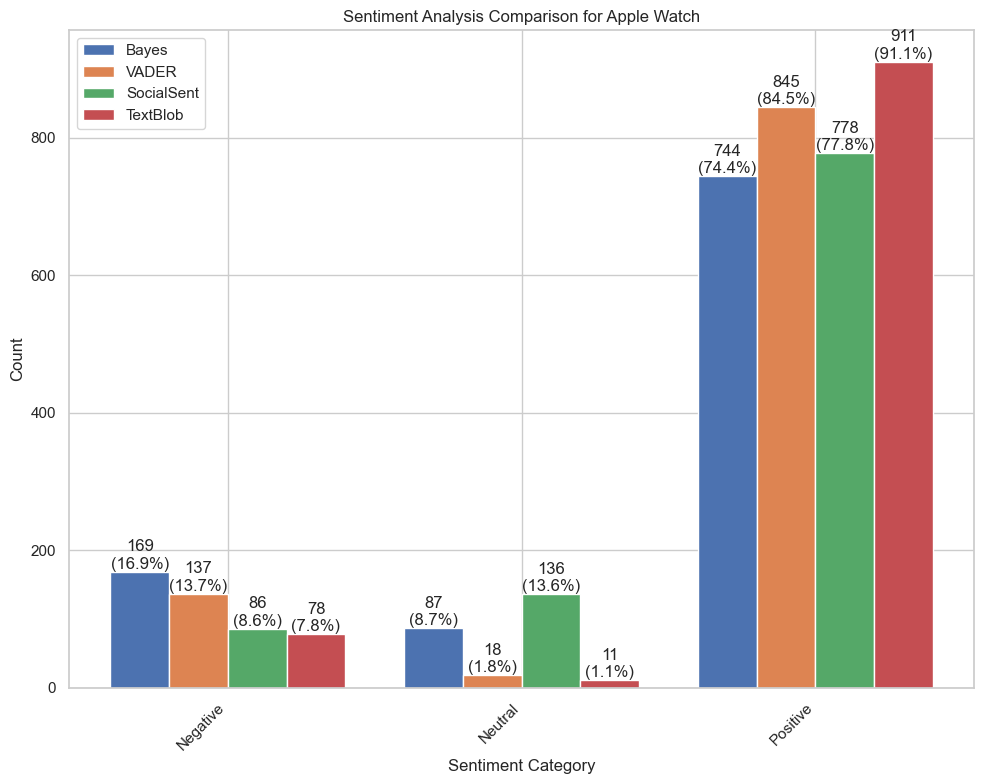 Sentiment Analysis Comparison for Apple Watch
Bayes
VADER
SocialSent
TextBlob
Count
800
600
400
200
0
169
(16.9%)
137
(13.7%)
86
(8.6%)
78
(7.8%)
87
(8.7%)
18
(1.8%)
136
(13.6%)
11
(1.1%)
744
(74.4%)
845
(84.5%)
778
(77.8%)
911
(91.1%)
Negative
Neutral
Positive
Sentiment Category